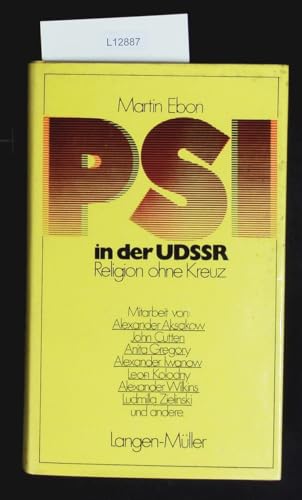 L12887
Martin Ebon
PSI
in der UDSSR
Religion ohne Kreuz
Mitarbeit von:
Alexander Aksakow
John Cutten
Anita Gregory
Alexander Iwanow
Leon Kolodny
Alexander Wilkins
Ludmilla Zielinski
und andere.
Langen-Müller